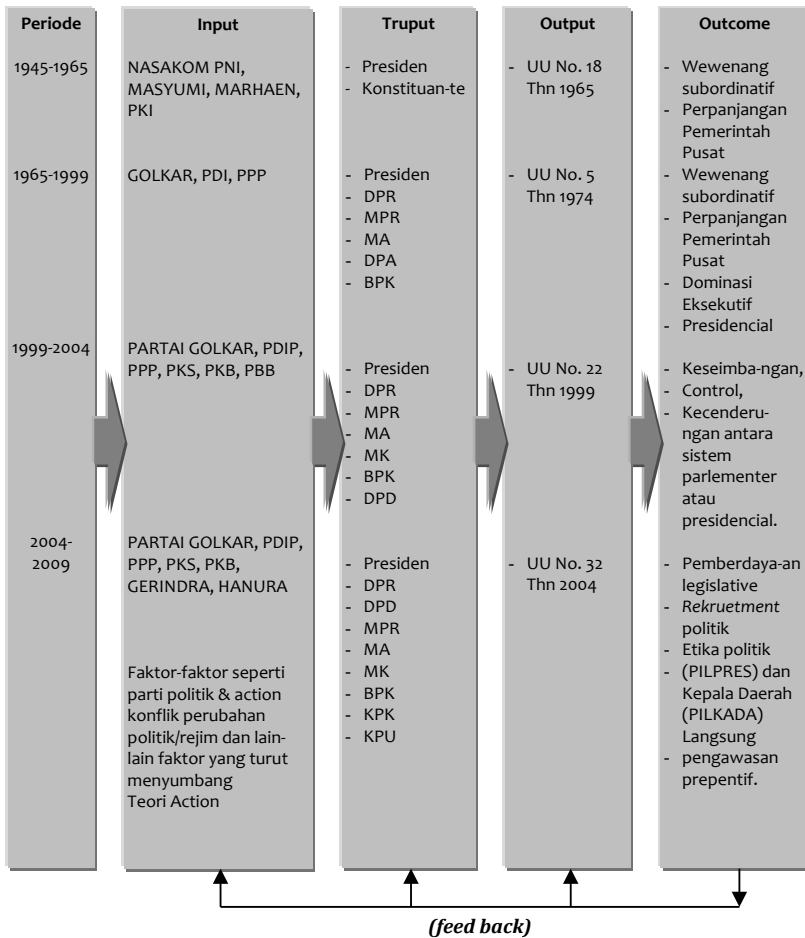 Periode
1945-1965
1965-1999
1999-2004
2004-
2009
Input
NASAKOM PNI,
MASYUMI, MARHAEN,
PKI
GOLKAR, PDI, PPP
PARTAI GOLKAR, PDIP,
PPP, PKS, PKB, PBB
PARTAI GOLKAR, PDIP,
PPP, PKS, PKB,
GERINDRA, HANURA
Faktor-faktor seperti
parti politik & action
konflik perubahan
politik/rejim dan lain-
lain faktor yang turut
menyumbang
Teori Action
Truput
- Presiden
- Konstituan-te
- Presiden
- DPR
- MPR
- MA
- DPA
- BPK
- Presiden
- DPR
- MPR
- MA
- MK
- BPK
- DPD
- Presiden
- DPR
- DPD
- MPR
- MA
- MK
- BPK
- KPK
- KPU
Output
- UU No. 18
Thn 1965
- UU No. 5
Thn 1974
- UU No. 22
Thn 1999
- UU No. 32
Thn 2004
Outcome
- Wewenang
subordinatif
- Perpanjangan
Pemerintah
Pusat
- Wewenang
subordinatif
- Perpanjangan
Pemerintah
Pusat
- Dominasi
Eksekutif
- Presidencial
- Keseimba-ngan,
- Control,
- Kecenderu-
ngan antara
sistem
parlementer
atau
presidencial.
- Pemberdaya-an
legislative
- Rekruetment
politik
- Etika politik
- (PILPRES) dan
Kepala Daerah
(PILKADA)
Langsung
- pengawasan
prepentif.
(feed back)